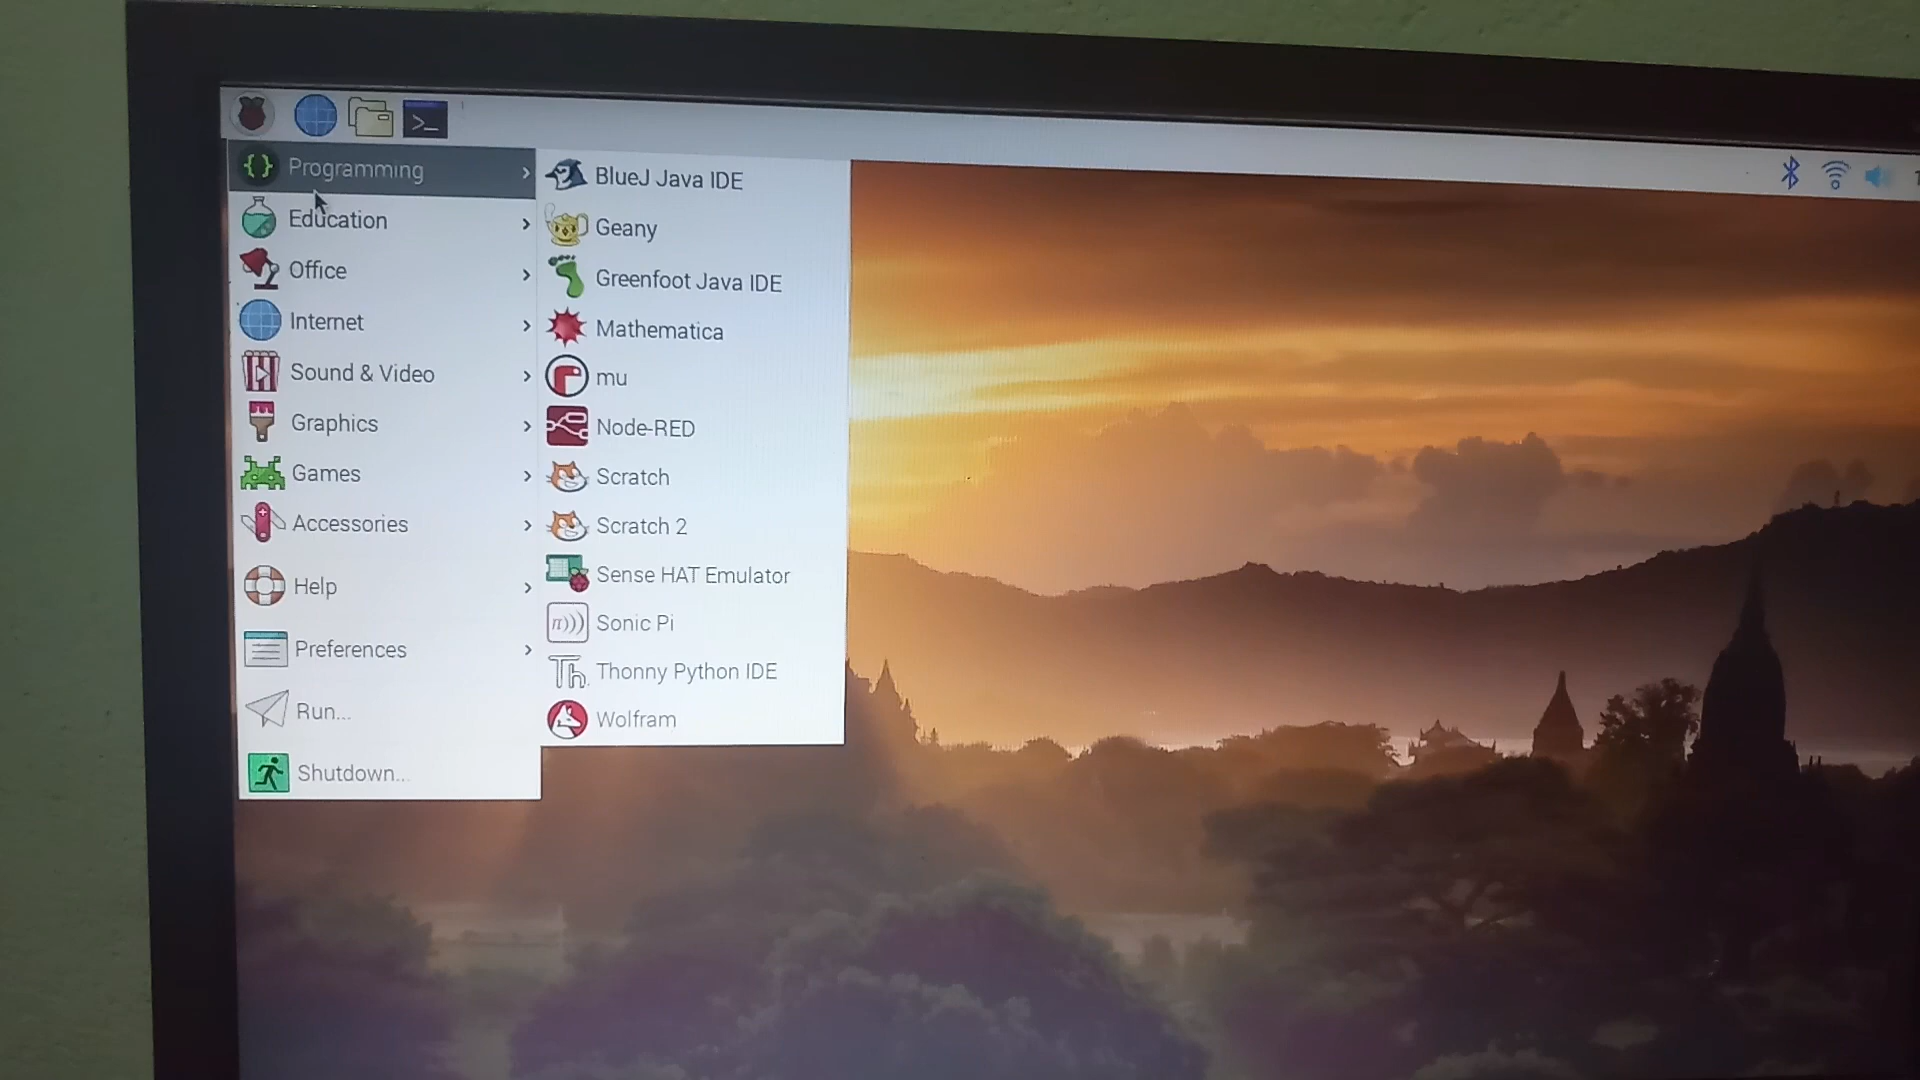 >_
Programming
Education
Office
Internet
Sound & Video
Graphics
Games
Accessories
Help
Preferences
Run...
Shutdown...
BlueJ Java IDE
Geany
Greenfoot Java IDE
Mathematica
mu
Node-RED
Scratch
Scratch 2
Sense HAT Emulator
π))) Sonic Pi
Th Thonny Python IDE
Wolfram